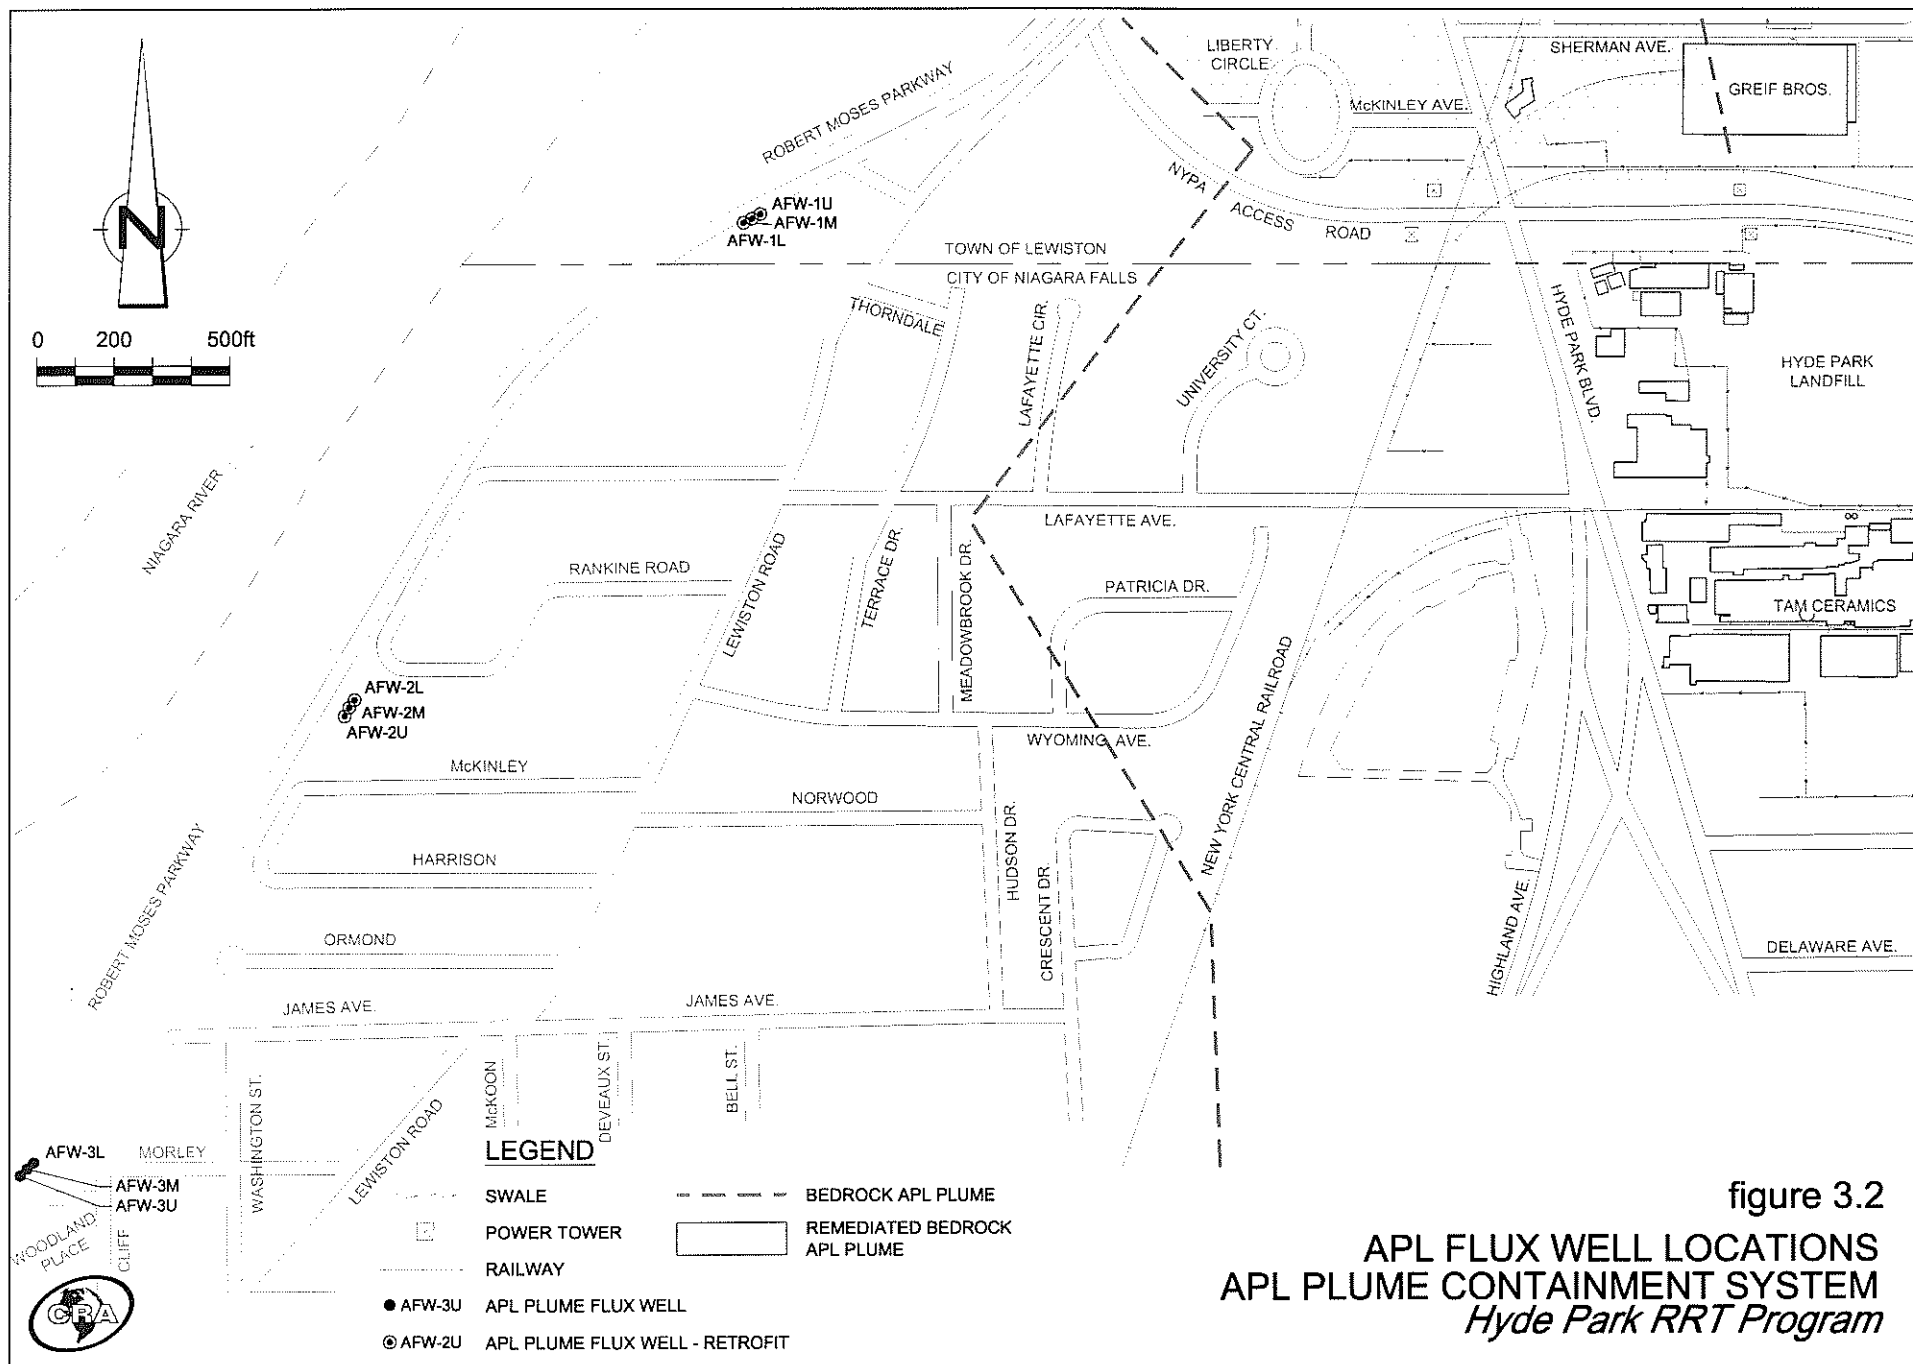 LIBERTY
CIRCLE
SHERMAN AVE.
GREIF BROS.
McKINLEY AVE.
ROBERT MOSES PARKWAY
NYPA
ACCESS
ROAD
N
AFW-1U
AFW-1M
AFW-1L
TOWN OF LEWISTON
CITY OF NIAGARA FALLS
THORNDALE
LAFAYETTE CIR.
UNIVERSITY CT.
HYDE PARK BLVD.
HYDE PARK
LANDFILL
0 200 500ft
NIAGARA RIVER
LAFAYETTE AVE.
RANKINE ROAD
LEWISTON ROAD
TERRACE DR.
MEADOWBROOK DR.
PATRICIA DR.
TAM CERAMICS
AFW-2L
AFW-2M
AFW-2U
WYOMING AVE.
NEW YORK CENTRAL RAILROAD
McKINLEY
NORWOOD
HUDSON DR.
CRESCENT DR.
HARRISON
ROBERT MOSES PARKWAY
ORMOND
HIGHLAND AVE.
DELAWARE AVE.
JAMES AVE.
JAMES AVE.
WASHINGTON ST.
LEWISTON ROAD
McKOON
DEVEAUX ST.
BELL ST.
AFW-3L
MORLEY
AFW-3M
AFW-3U
WOODLAND
PLACE
CLIFF
LEGEND
SWALE
POWER TOWER
RAILWAY
AFW-3U APL PLUME FLUX WELL
AFW-2U APL PLUME FLUX WELL - RETROFIT
BEDROCK APL PLUME
REMEDIATED BEDROCK
APL PLUME
CRA
figure 3.2
APL FLUX WELL LOCATIONS
APL PLUME CONTAINMENT SYSTEM
Hyde Park RRT Program